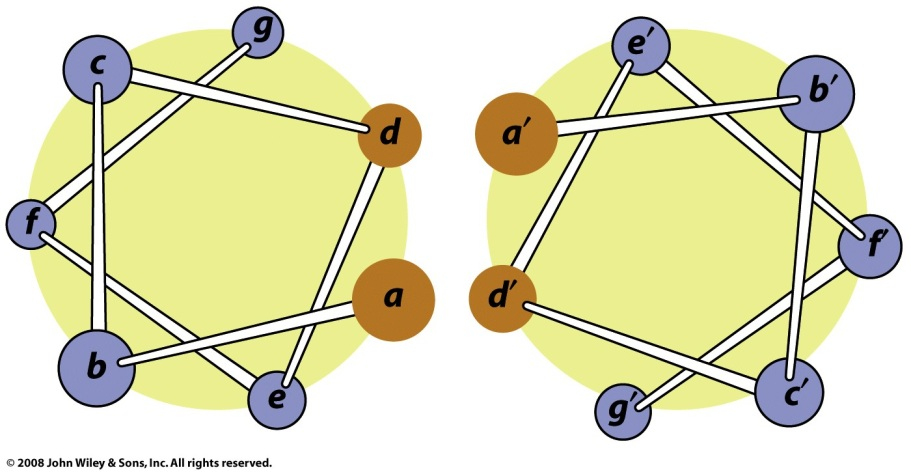 g
c
d
f
a
b
e
e′
b′
a′
f′
d′
c′
g′
© 2008 John Wiley & Sons, Inc. All rights reserved.